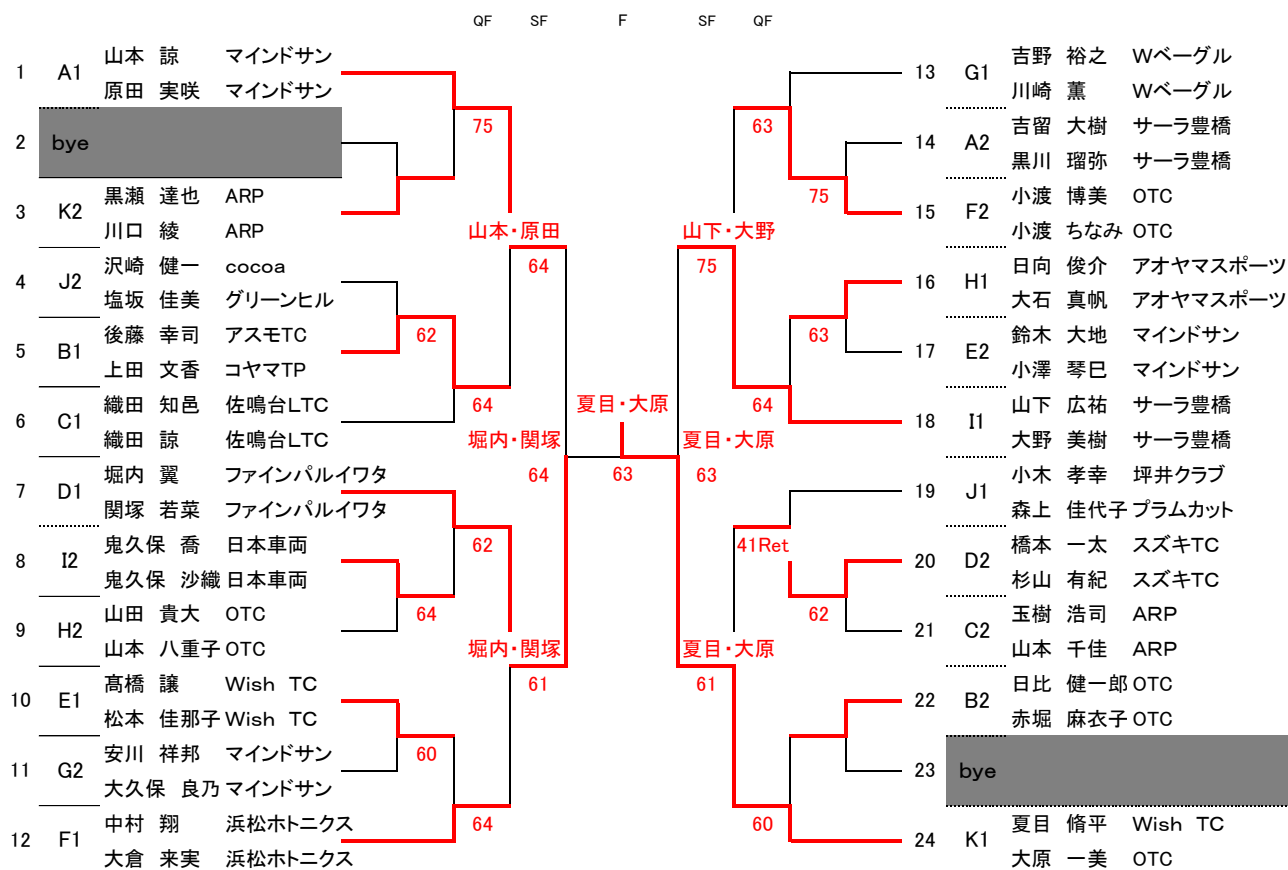 QF SF F SF QF
1 A1 山本 諒 マインドサン
原田 実咲 マインドサン
2 bye
3 K2 黒瀬 達也 ARP
川口 綾 ARP
4 J2 沢崎 健一 cocoa
塩坂 佳美 グリーンヒル
5 B1 後藤 幸司 アスモTC
上田 文香 コヤマTP
6 C1 織田 知邑 佐鳴台LTC
織田 諒 佐鳴台LTC
7 D1 堀内 翼 ファインパルイワタ
関塚 若菜 ファインパルイワタ
8 I2 鬼久保 喬 日本車両
鬼久保 沙織 日本車両
9 H2 山田 貴大 OTC
山本 八重子 OTC
10 E1 髙橋 譲 Wish TC
松本 佳那子 Wish TC
11 G2 安川 祥邦 マインドサン
大久保 良乃 マインドサン
12 F1 中村 翔 浜松ホトニクス
大倉 来実 浜松ホトニクス
75
山本・原田
64
62
64
堀内・関塚
64
62
64
堀内・関塚
61
60
64
夏目・大原
63
63
75
山下・大野
75
63
64
夏目・大原
63
41Ret
62
夏目・大原
61
60
13 G1 吉野 裕之 Wベーグル
川崎 薫 Wベーグル
14 A2 吉留 大樹 サーラ豊橋
黒川 瑠弥 サーラ豊橋
15 F2 小渡 博美 OTC
小渡 ちなみ OTC
16 H1 日向 俊介 アオヤマスポーツ
大石 真帆 アオヤマスポーツ
17 E2 鈴木 大地 マインドサン
小澤 琴巳 マインドサン
18 I1 山下 広祐 サーラ豊橋
大野 美樹 サーラ豊橋
19 J1 小木 孝幸 坪井クラブ
森上 佳代子 プラムカット
20 D2 橋本 一太 スズキTC
杉山 有紀 スズキTC
21 C2 玉樹 浩司 ARP
山本 千佳 ARP
22 B2 日比 健一郎 OTC
赤堀 麻衣子 OTC
23 bye
24 K1 夏目 脩平 Wish TC
大原 一美 OTC